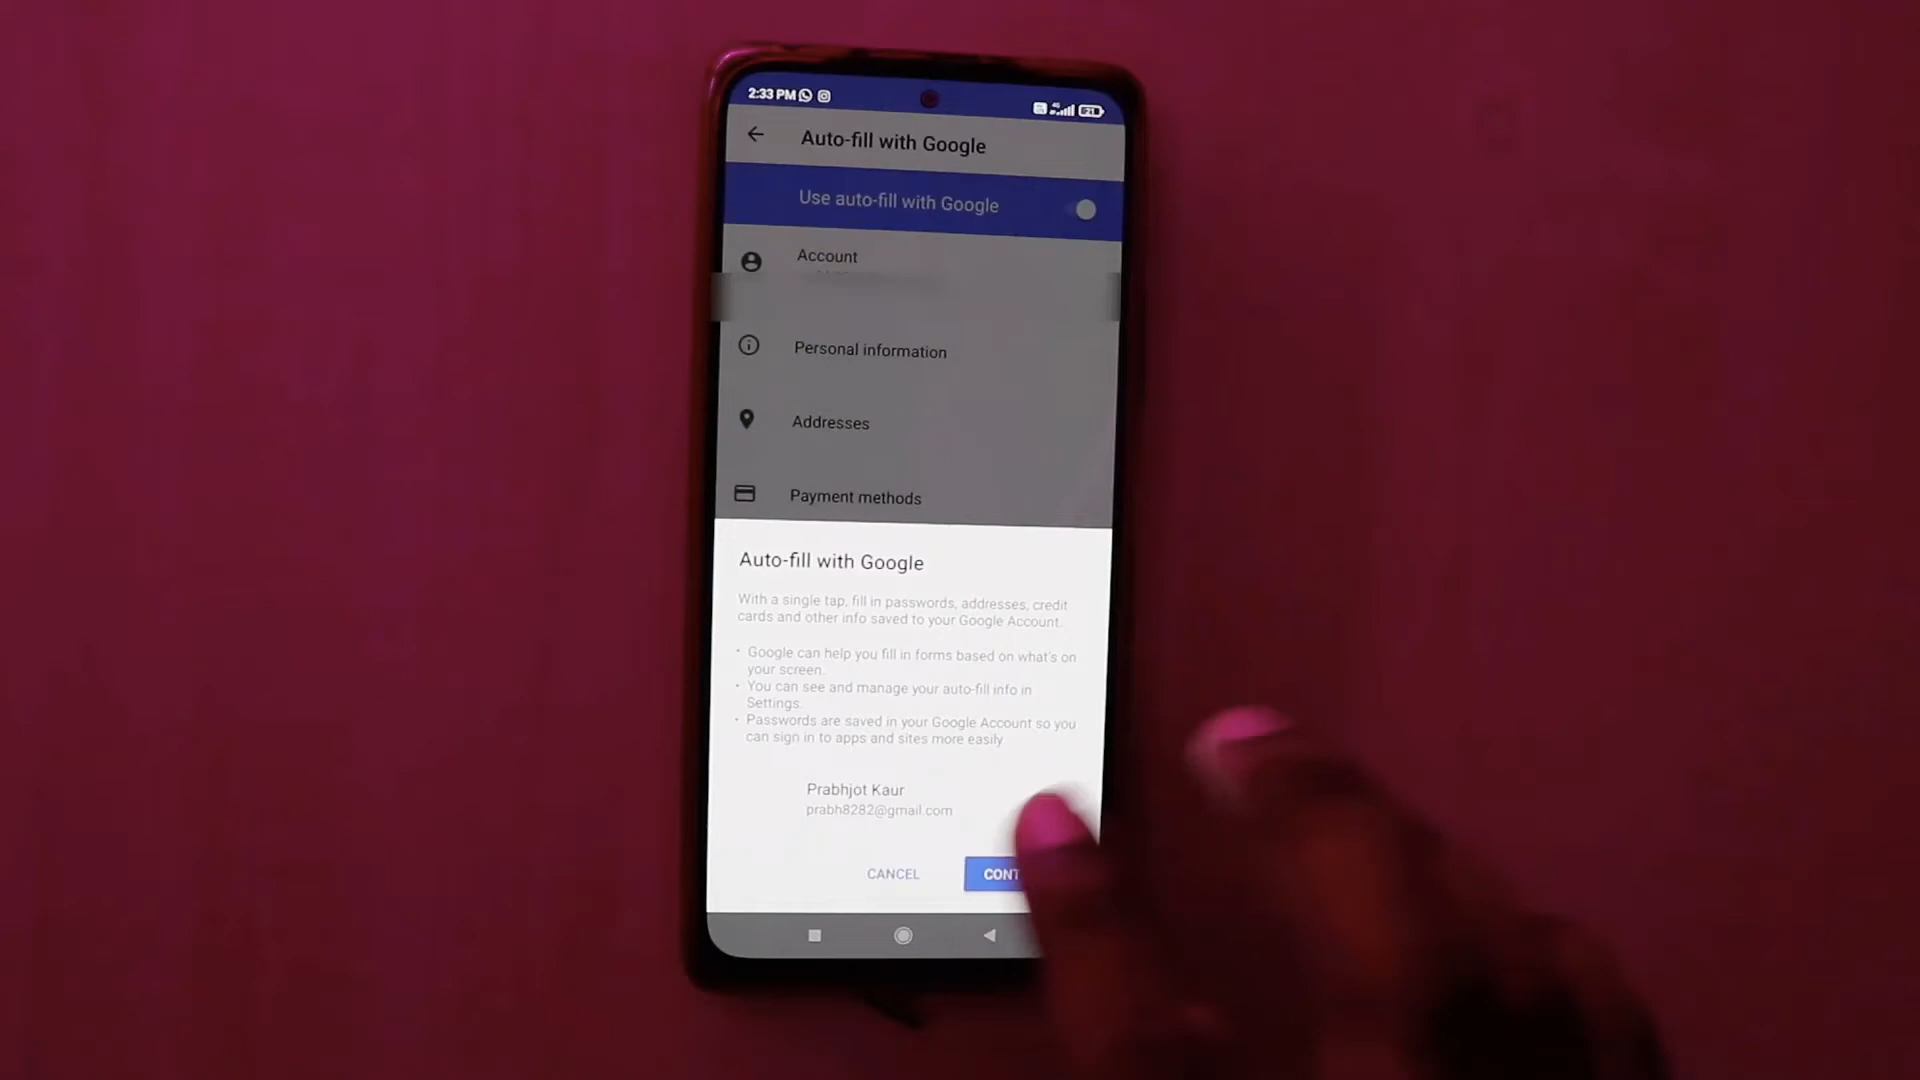 2:33 PM
4G
Auto-fill with Google
Use auto-fill with Google
Account
Personal information
Addresses
Payment methods
Auto-fill with Google
With a single tap, fill in passwords, addresses, credit
cards and other info saved to your Google Account.
• Google can help you fill in forms based on what's on
your screen.
• You can see and manage your auto-fill info in
Settings.
• Passwords are saved in your Google Account so you
can sign in to apps and sites more easily
Prabhjot Kaur
prabh8282@gmail.com
CANCEL
CONT